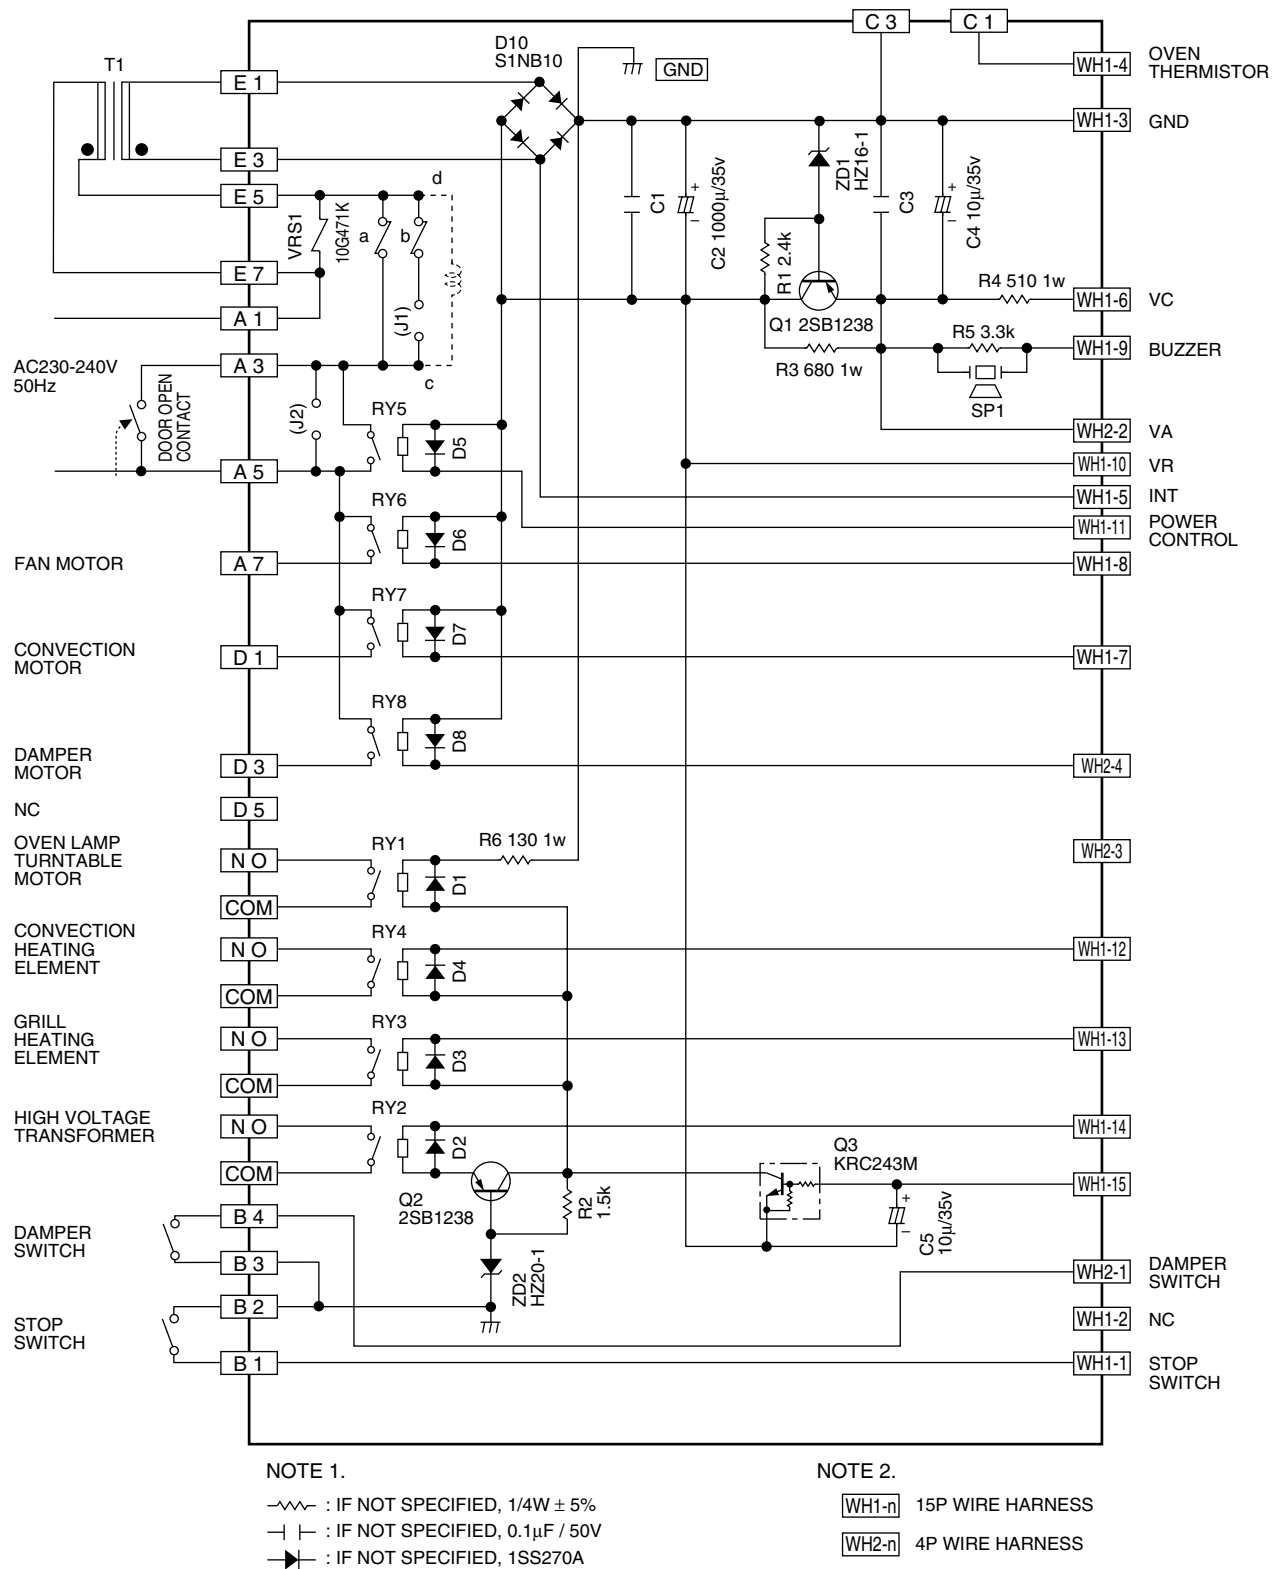 C 3
C 1
D10
S1NB10
T1
E 1
GND
WH1-4
OVEN
THERMISTOR
WH1-3
GND
E 3
E 5
d
VRS1
10G471K
a
b
C1
C2 1000µ/35v
+
–
ZD1
HZ16-1
R1 2.4k
C3
C4 10µ/35v
+
–
E 7
A 1
(J1)
Q1 2SB1238
R4 510 1w
WH1-6
VC
AC230-240V
50Hz
A 3
c
R3 680 1w
R5 3.3k
WH1-9
BUZZER
SP1
DOOR OPEN
CONTACT
(J2)
RY5
D5
WH2-2
VA
A 5
WH1-10
VR
RY6
D6
WH1-5
INT
WH1-11
POWER
CONTROL
FAN MOTOR
A 7
WH1-8
RY7
D7
CONVECTION
MOTOR
D 1
WH1-7
RY8
D8
DAMPER
MOTOR
D 3
WH2-4
NC
D 5
OVEN LAMP
TURNTABLE
MOTOR
N O
RY1
D1
R6 130 1w
WH2-3
COM
CONVECTION
HEATING
ELEMENT
N O
RY4
D4
WH1-12
COM
GRILL
HEATING
ELEMENT
N O
RY3
D3
WH1-13
COM
HIGH VOLTAGE
TRANSFORMER
N O
RY2
D2
WH1-14
COM
Q2
2SB1238
R2
1.5k
Q3
KRC243M
WH1-15
+
–
C5
10µ/35v
DAMPER
SWITCH
B 4
B 3
ZD2
HZ20-1
WH2-1
DAMPER
SWITCH
STOP
SWITCH
B 2
WH1-2
NC
B 1
WH1-1
STOP
SWITCH
NOTE 1.
: IF NOT SPECIFIED, 1/4W ± 5%
: IF NOT SPECIFIED, 0.1µF / 50V
: IF NOT SPECIFIED, 1SS270A
NOTE 2.
WH1-n 15P WIRE HARNESS
WH2-n 4P WIRE HARNESS